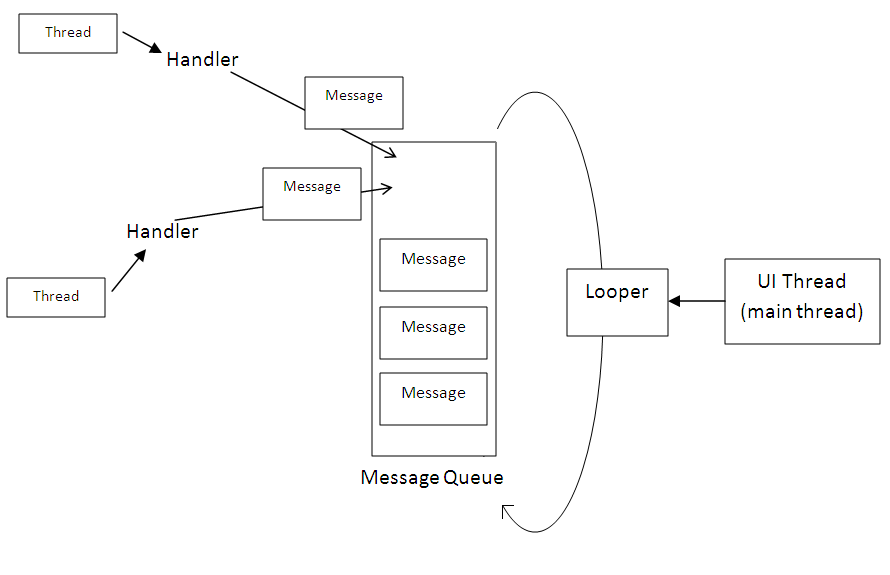 Thread
Handler
Message
Message
Handler
Thread
Message
Message
Message
Message Queue
Looper
UI Thread
(main thread)